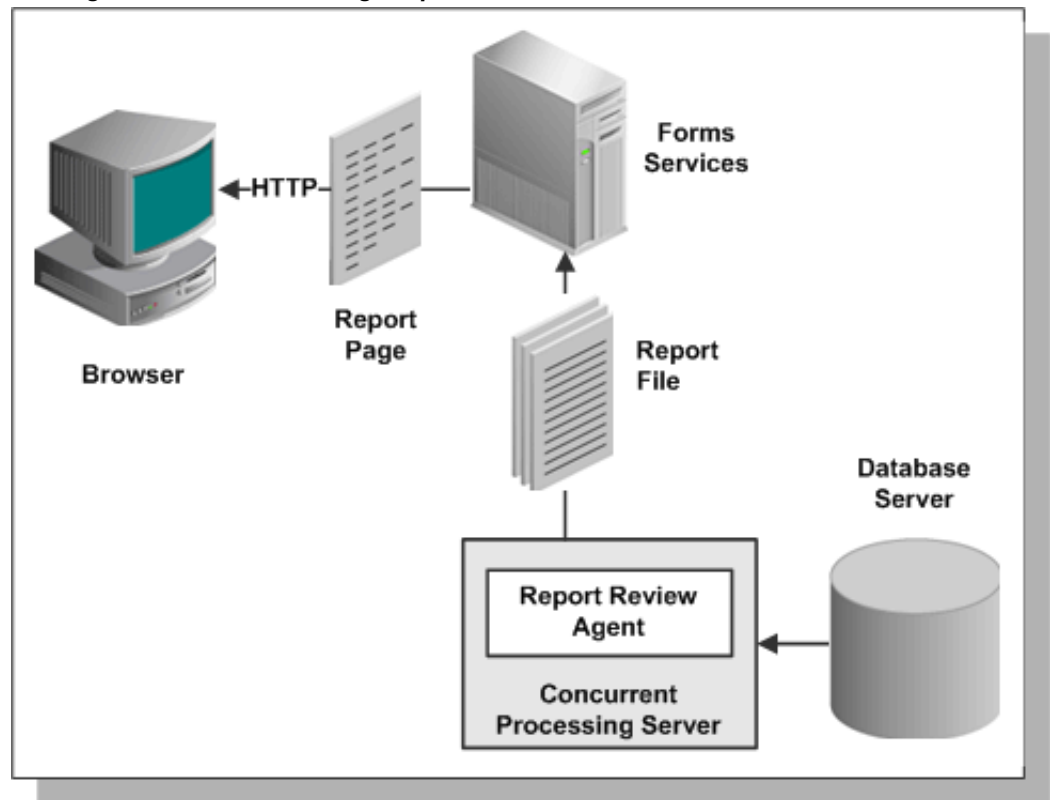 HTTP
Forms
Services
Report
Page
Browser
Report
File
Database
Server
Report Review
Agent
Concurrent
Processing Server